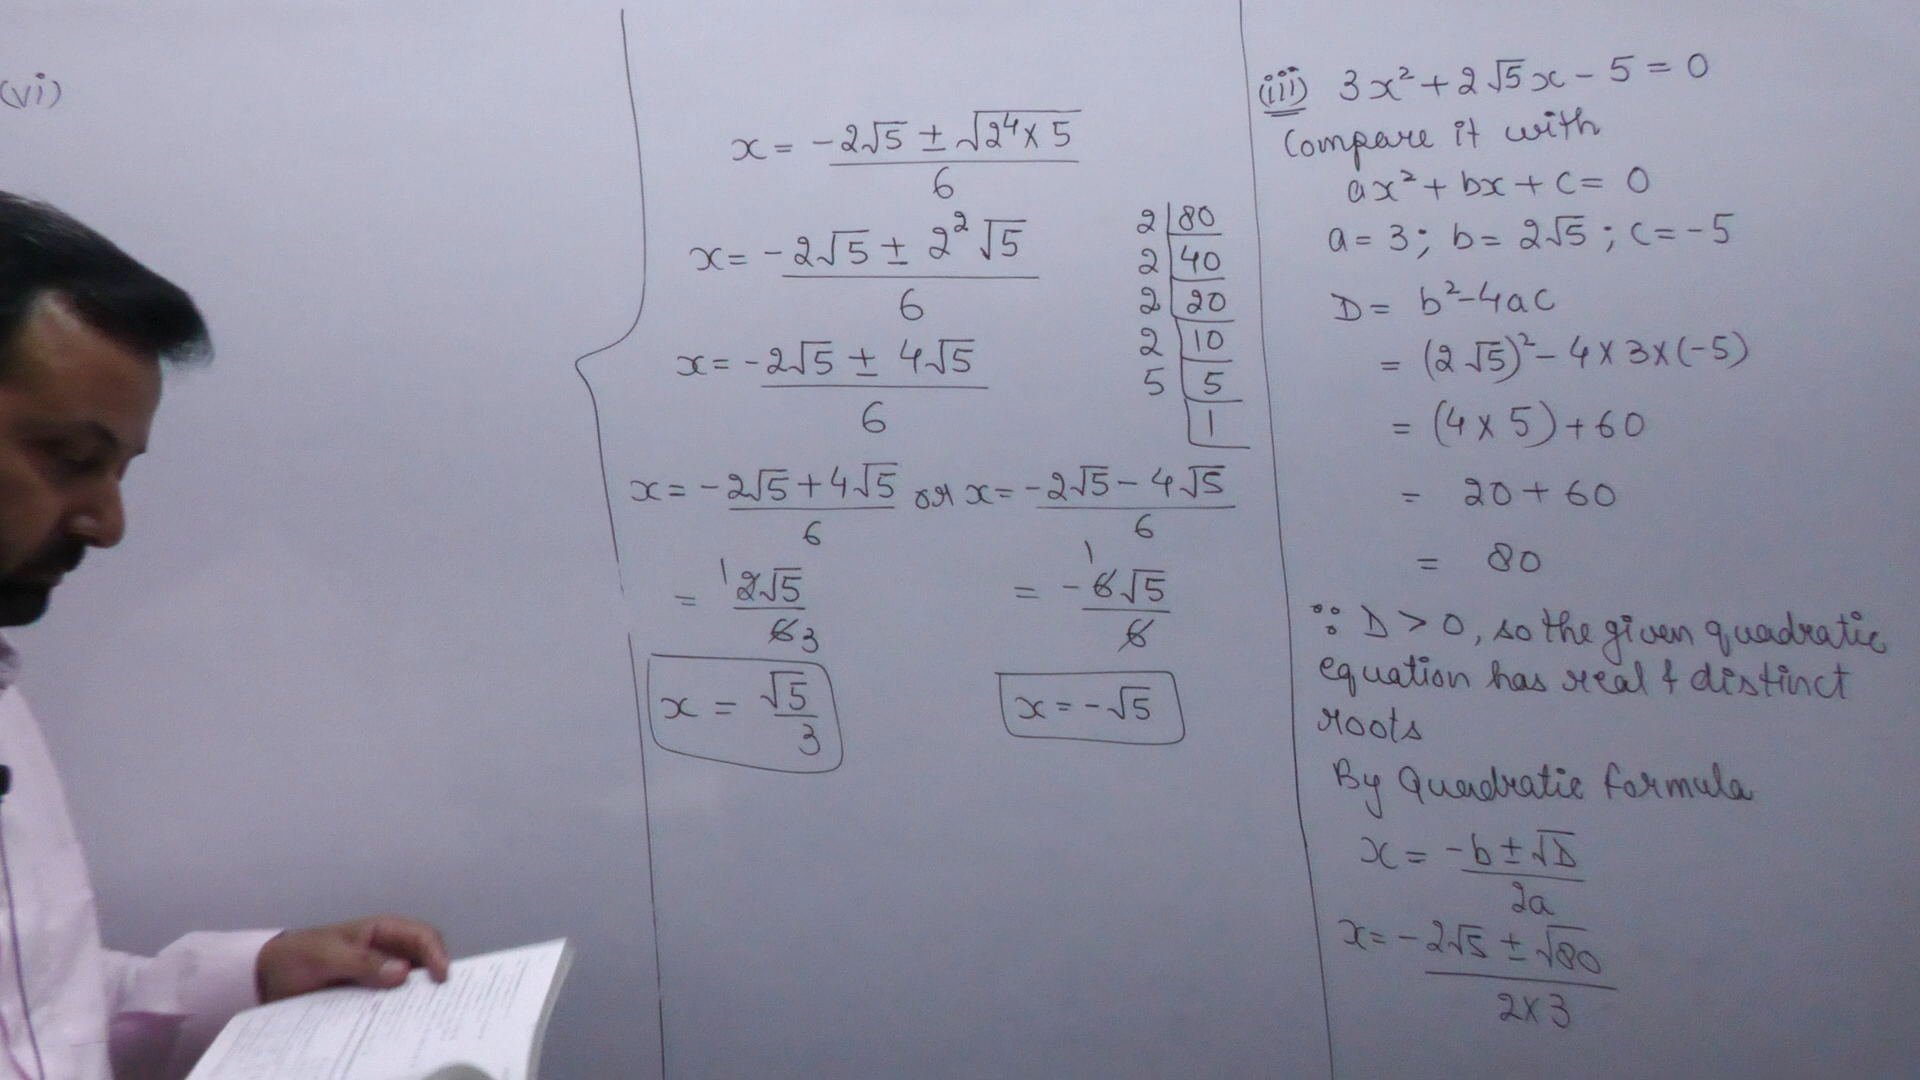 (vi)
(iii) 3x² + 2√5x - 5 = 0
Compare it with
ax² + bx + c = 0
a = 3; b = 2√5; c = -5
D = b² - 4ac
= (2√5)² - 4 × 3 × (-5)
= (4 × 5) + 60
= 20 + 60
= 80
∵ D > 0, so the given quadratic
equation has real & distinct
roots
By Quadratic formula
x = (-b ± √D) / 2a
x = (-2√5 ± √80) / (2 × 3)
x = (-2√5 ± √(2⁴ × 5)) / 6
x = (-2√5 ± 2²√5) / 6
x = (-2√5 ± 4√5) / 6
2 | 80
2 | 40
2 | 20
2 | 10
5 | 5
| 1
x = (-2√5 + 4√5) / 6 or x = (-2√5 - 4√5) / 6
= ¹2√5 / 6 3 = -¹6√5 / 6
x = √5 / 3 x = -√5